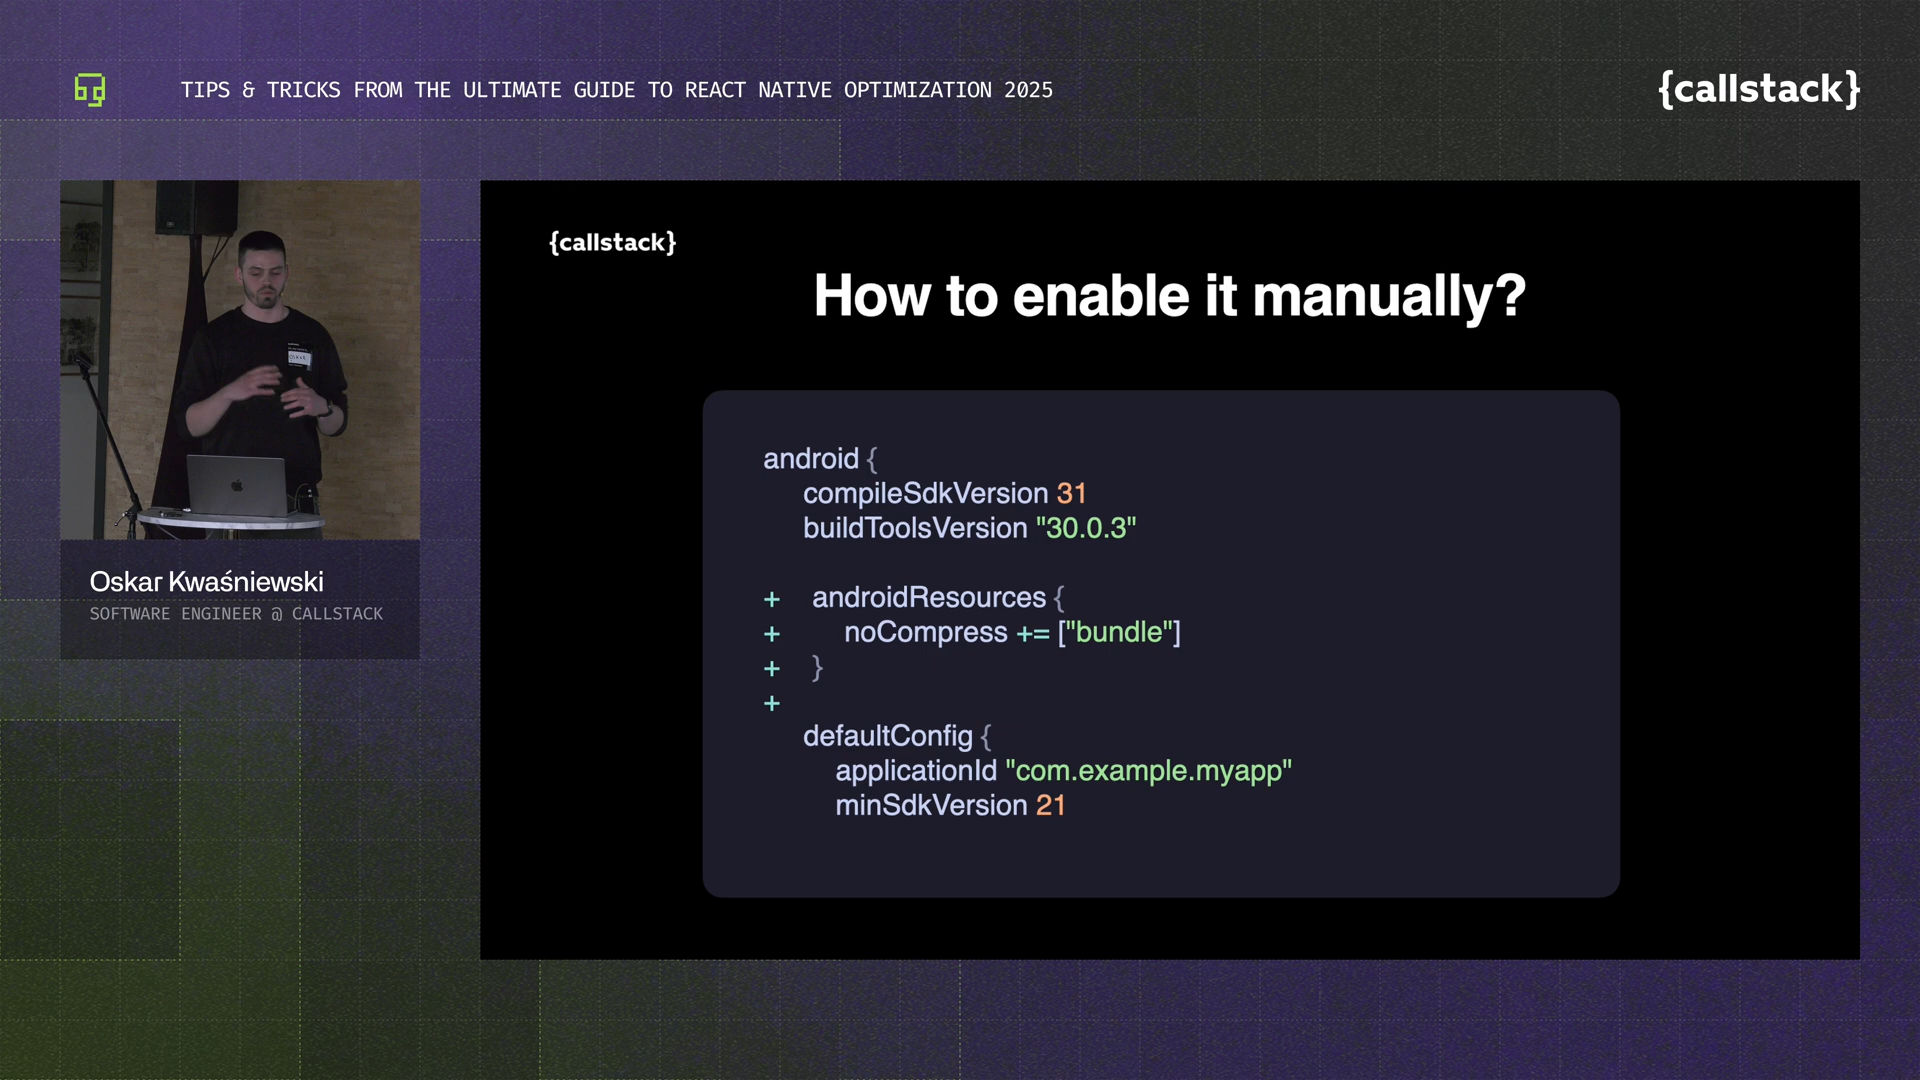 TIPS & TRICKS FROM THE ULTIMATE GUIDE TO REACT NATIVE OPTIMIZATION 2025
{callstack}
{callstack}
How to enable it manually?
android {
compileSdkVersion 31
buildToolsVersion "30.0.3"
+ androidResources {
+ noCompress += ["bundle"]
+ }
+
defaultConfig {
applicationId "com.example.myapp"
minSdkVersion 21
Oskar Kwaśniewski
SOFTWARE ENGINEER @ CALLSTACK